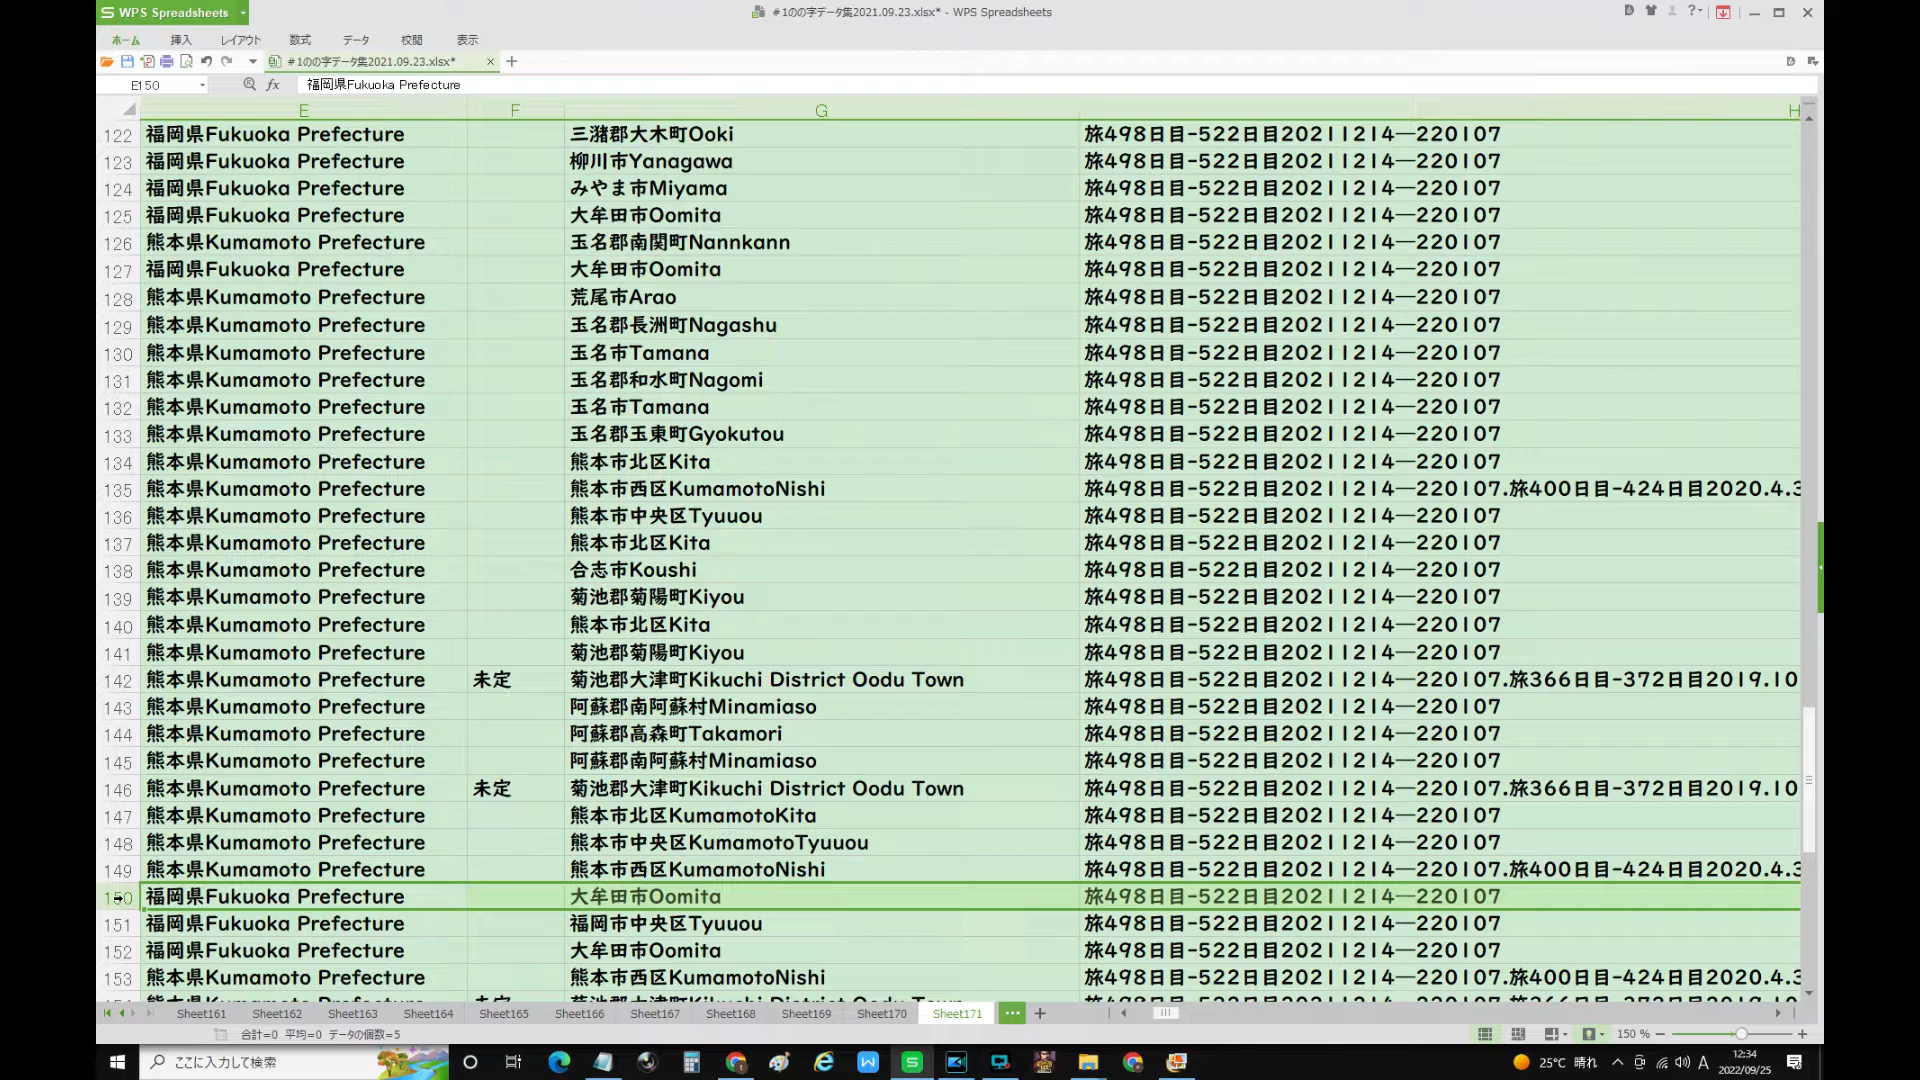 WPS Spreadsheets
#1のの字データ集2021.09.23.xlsx* - WPS Spreadsheets
ホーム 挿入 レイアウト 数式 データ 校閲 表示
#1のの字データ集2021.09.23.xlsx*
E150 fx 福岡県Fukuoka Prefecture
E F G H
122 福岡県Fukuoka Prefecture 三潴郡大木町Ooki 旅498日目-522日目20211214―220107
123 福岡県Fukuoka Prefecture 柳川市Yanagawa 旅498日目-522日目20211214―220107
124 福岡県Fukuoka Prefecture みやま市Miyama 旅498日目-522日目20211214―220107
125 福岡県Fukuoka Prefecture 大牟田市Oomita 旅498日目-522日目20211214―220107
126 熊本県Kumamoto Prefecture 玉名郡南関町Nannkann 旅498日目-522日目20211214―220107
127 福岡県Fukuoka Prefecture 大牟田市Oomita 旅498日目-522日目20211214―220107
128 熊本県Kumamoto Prefecture 荒尾市Arao 旅498日目-522日目20211214―220107
129 熊本県Kumamoto Prefecture 玉名郡長洲町Nagashu 旅498日目-522日目20211214―220107
130 熊本県Kumamoto Prefecture 玉名市Tamana 旅498日目-522日目20211214―220107
131 熊本県Kumamoto Prefecture 玉名郡和水町Nagomi 旅498日目-522日目20211214―220107
132 熊本県Kumamoto Prefecture 玉名市Tamana 旅498日目-522日目20211214―220107
133 熊本県Kumamoto Prefecture 玉名郡玉東町Gyokutou 旅498日目-522日目20211214―220107
134 熊本県Kumamoto Prefecture 熊本市北区Kita 旅498日目-522日目20211214―220107
135 熊本県Kumamoto Prefecture 熊本市西区KumamotoNishi 旅498日目-522日目20211214―220107.旅400日目-424日目2020.4.3
136 熊本県Kumamoto Prefecture 熊本市中央区Tyuuou 旅498日目-522日目20211214―220107
137 熊本県Kumamoto Prefecture 熊本市北区Kita 旅498日目-522日目20211214―220107
138 熊本県Kumamoto Prefecture 合志市Koushi 旅498日目-522日目20211214―220107
139 熊本県Kumamoto Prefecture 菊池郡菊陽町Kiyou 旅498日目-522日目20211214―220107
140 熊本県Kumamoto Prefecture 熊本市北区Kita 旅498日目-522日目20211214―220107
141 熊本県Kumamoto Prefecture 菊池郡菊陽町Kiyou 旅498日目-522日目20211214―220107
142 熊本県Kumamoto Prefecture 未定 菊池郡大津町Kikuchi District Oodu Town 旅498日目-522日目20211214―220107.旅366日目-372日目2019.10
143 熊本県Kumamoto Prefecture 阿蘇郡南阿蘇村Minamiaso 旅498日目-522日目20211214―220107
144 熊本県Kumamoto Prefecture 阿蘇郡高森町Takamori 旅498日目-522日目20211214―220107
145 熊本県Kumamoto Prefecture 阿蘇郡南阿蘇村Minamiaso 旅498日目-522日目20211214―220107
146 熊本県Kumamoto Prefecture 未定 菊池郡大津町Kikuchi District Oodu Town 旅498日目-522日目20211214―220107.旅366日目-372日目2019.10
147 熊本県Kumamoto Prefecture 熊本市北区KumamotoKita 旅498日目-522日目20211214―220107
148 熊本県Kumamoto Prefecture 熊本市中央区KumamotoTyuuou 旅498日目-522日目20211214―220107
149 熊本県Kumamoto Prefecture 熊本市西区KumamotoNishi 旅498日目-522日目20211214―220107.旅400日目-424日目2020.4.3
150 福岡県Fukuoka Prefecture 大牟田市Oomita 旅498日目-522日目20211214―220107
151 福岡県Fukuoka Prefecture 福岡市中央区Tyuuou 旅498日目-522日目20211214―220107
152 福岡県Fukuoka Prefecture 大牟田市Oomita 旅498日目-522日目20211214―220107
153 熊本県Kumamoto Prefecture 熊本市西区KumamotoNishi 旅498日目-522日目20211214―220107.旅400日目-424日目2020.4.3
Sheet161 Sheet162 Sheet163 Sheet164 Sheet165 Sheet166 Sheet167 Sheet168 Sheet169 Sheet170 Sheet171
合計=0 平均=0 データの個数=5 150 %
ここに入力して検索 25°C 晴れ A 12:34
2022/09/25